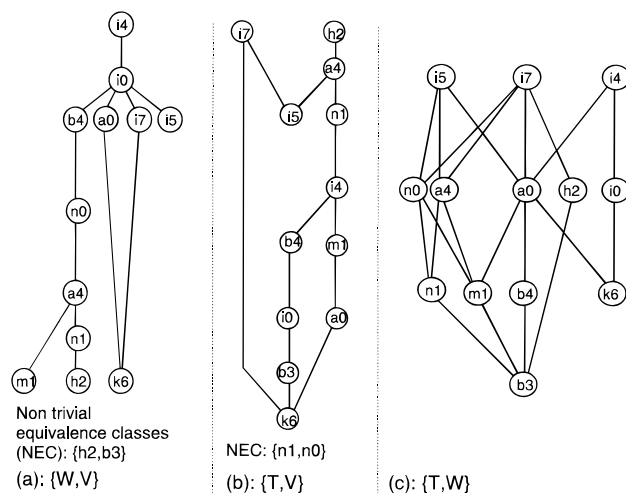 i4
i0
b4 a0 i7 i5
n0
a4
n1
m1 h2 k6
Non trivial
equivalence classes
(NEC): {h2,b3}
(a): {W,V}
i7 h2
a4
i5 n1
i4
b4 m1
i0 a0
b3
k6
NEC: {n1,n0}
(b): {T,V}
i5 i7 i4
n0 a4 a0 h2 i0
n1 m1 b4 k6
b3
(c): {T,W}